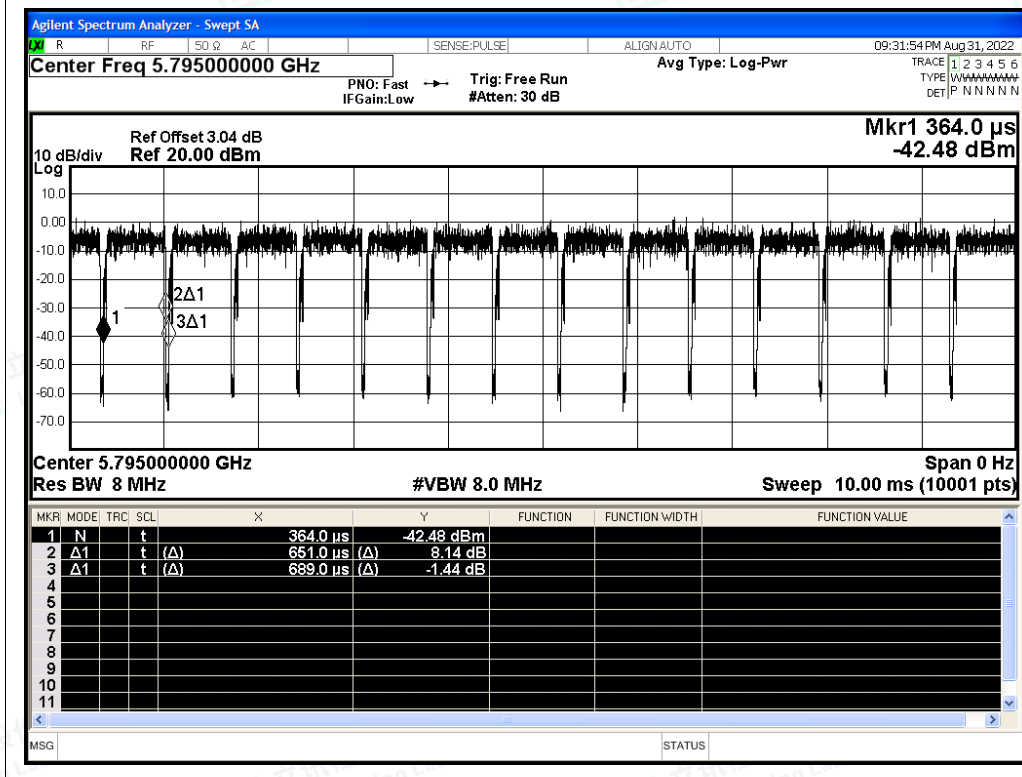 Agilent Spectrum Analyzer - Swept SA
LXI R RF 50 Ω AC SENSE:PULSE ALIGN AUTO 09:31:54 PM Aug 31, 2022
Center Freq 5.795000000 GHz
PNO: Fast
IFGain:Low
Trig: Free Run
#Atten: 30 dB
Avg Type: Log-Pwr
TRACE 1 2 3 4 5 6
TYPE
DET P N N N N N
Mkr1 364.0 µs
-42.48 dBm
Ref Offset 3.04 dB
10 dB/div Ref 20.00 dBm
Log
10.0
0.00
-10.0
-20.0
-30.0
-40.0
-50.0
-60.0
-70.0
2Δ1
1
3Δ1
Center 5.795000000 GHz Span 0 Hz
Res BW 8 MHz #VBW 8.0 MHz Sweep 10.00 ms (10001 pts)
MKR MODE TRC SCL X Y FUNCTION FUNCTION WIDTH FUNCTION VALUE
1 N t 364.0 µs -42.48 dBm
2 Δ1 t (Δ) 651.0 µs (Δ) 8.14 dB
3 Δ1 t (Δ) 689.0 µs (Δ) -1.44 dB
4
5
6
7
8
9
10
11
MSG STATUS